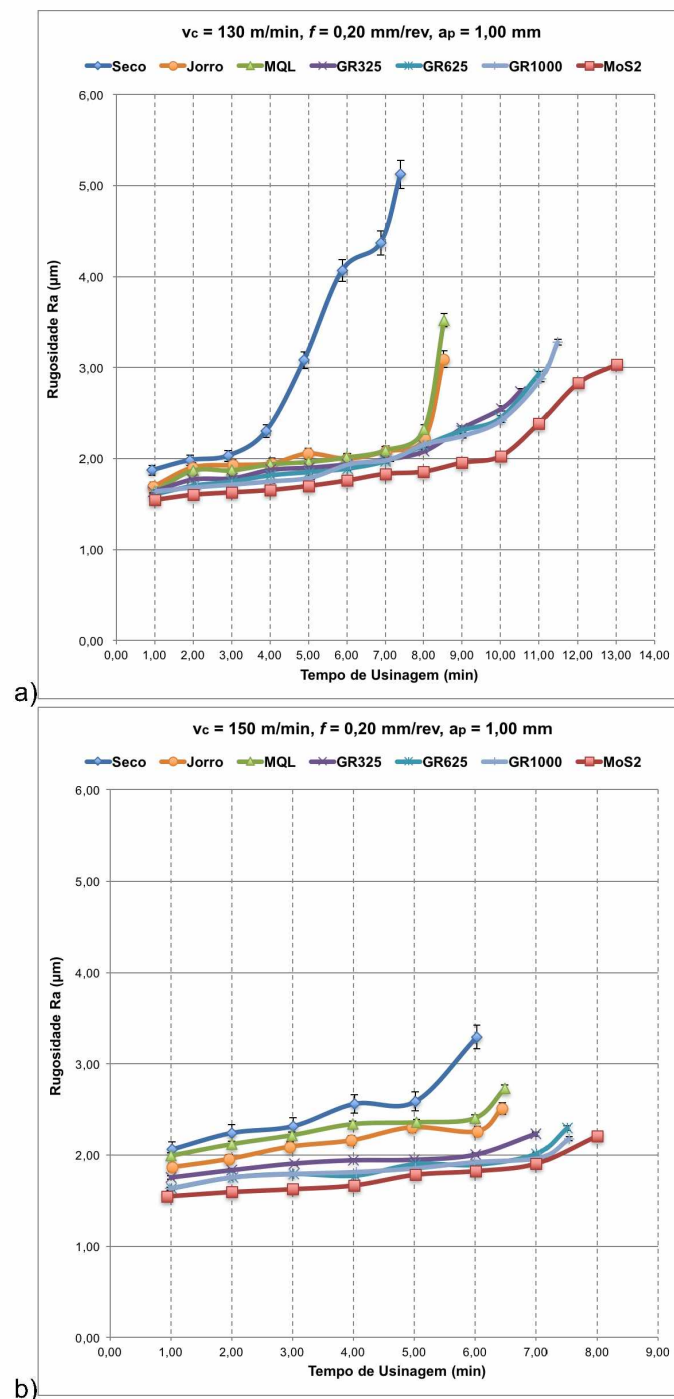 vc = 130 m/min, f = 0,20 mm/rev, ap = 1,00 mm
Seco Jorro MQL GR325 GR625 GR1000 MoS2
6,00
5,00
4,00
3,00
2,00
1,00
0,00
Rugosidade Ra (µm)
0,00 1,00 2,00 3,00 4,00 5,00 6,00 7,00 8,00 9,00 10,00 11,00 12,00 13,00 14,00
Tempo de Usinagem (min)
a)
vc = 150 m/min, f = 0,20 mm/rev, ap = 1,00 mm
Seco Jorro MQL GR325 GR625 GR1000 MoS2
6,00
5,00
4,00
3,00
2,00
1,00
0,00
Rugosidade Ra (µm)
0,00 1,00 2,00 3,00 4,00 5,00 6,00 7,00 8,00 9,00
Tempo de Usinagem (min)
b)